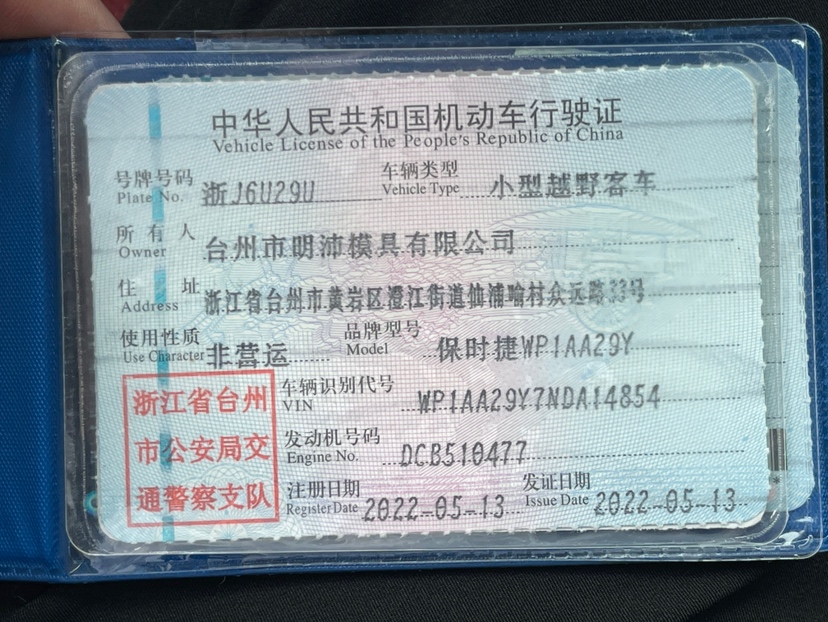 中华人民共和国机动车行驶证
Vehicle License of the People's Republic of China
号牌号码 浙J6U29U 车辆类型 小型越野客车
Plate No. Vehicle Type
所有人 台州市明沛模具有限公司
Owner
住址 浙江省台州市黄岩区澄江街道仙浦喻村众远路33号
Address
使用性质 非营运 品牌型号 保时捷WP1AA29Y
Use Character Model
浙江省台州 车辆识别代号 WP1AA29Y7NDA14854
VIN
市公安局交 发动机号码 DCB510477
Engine No.
通警察支队 注册日期 2022-05-13 发证日期 2022-05-13
Register Date Issue Date